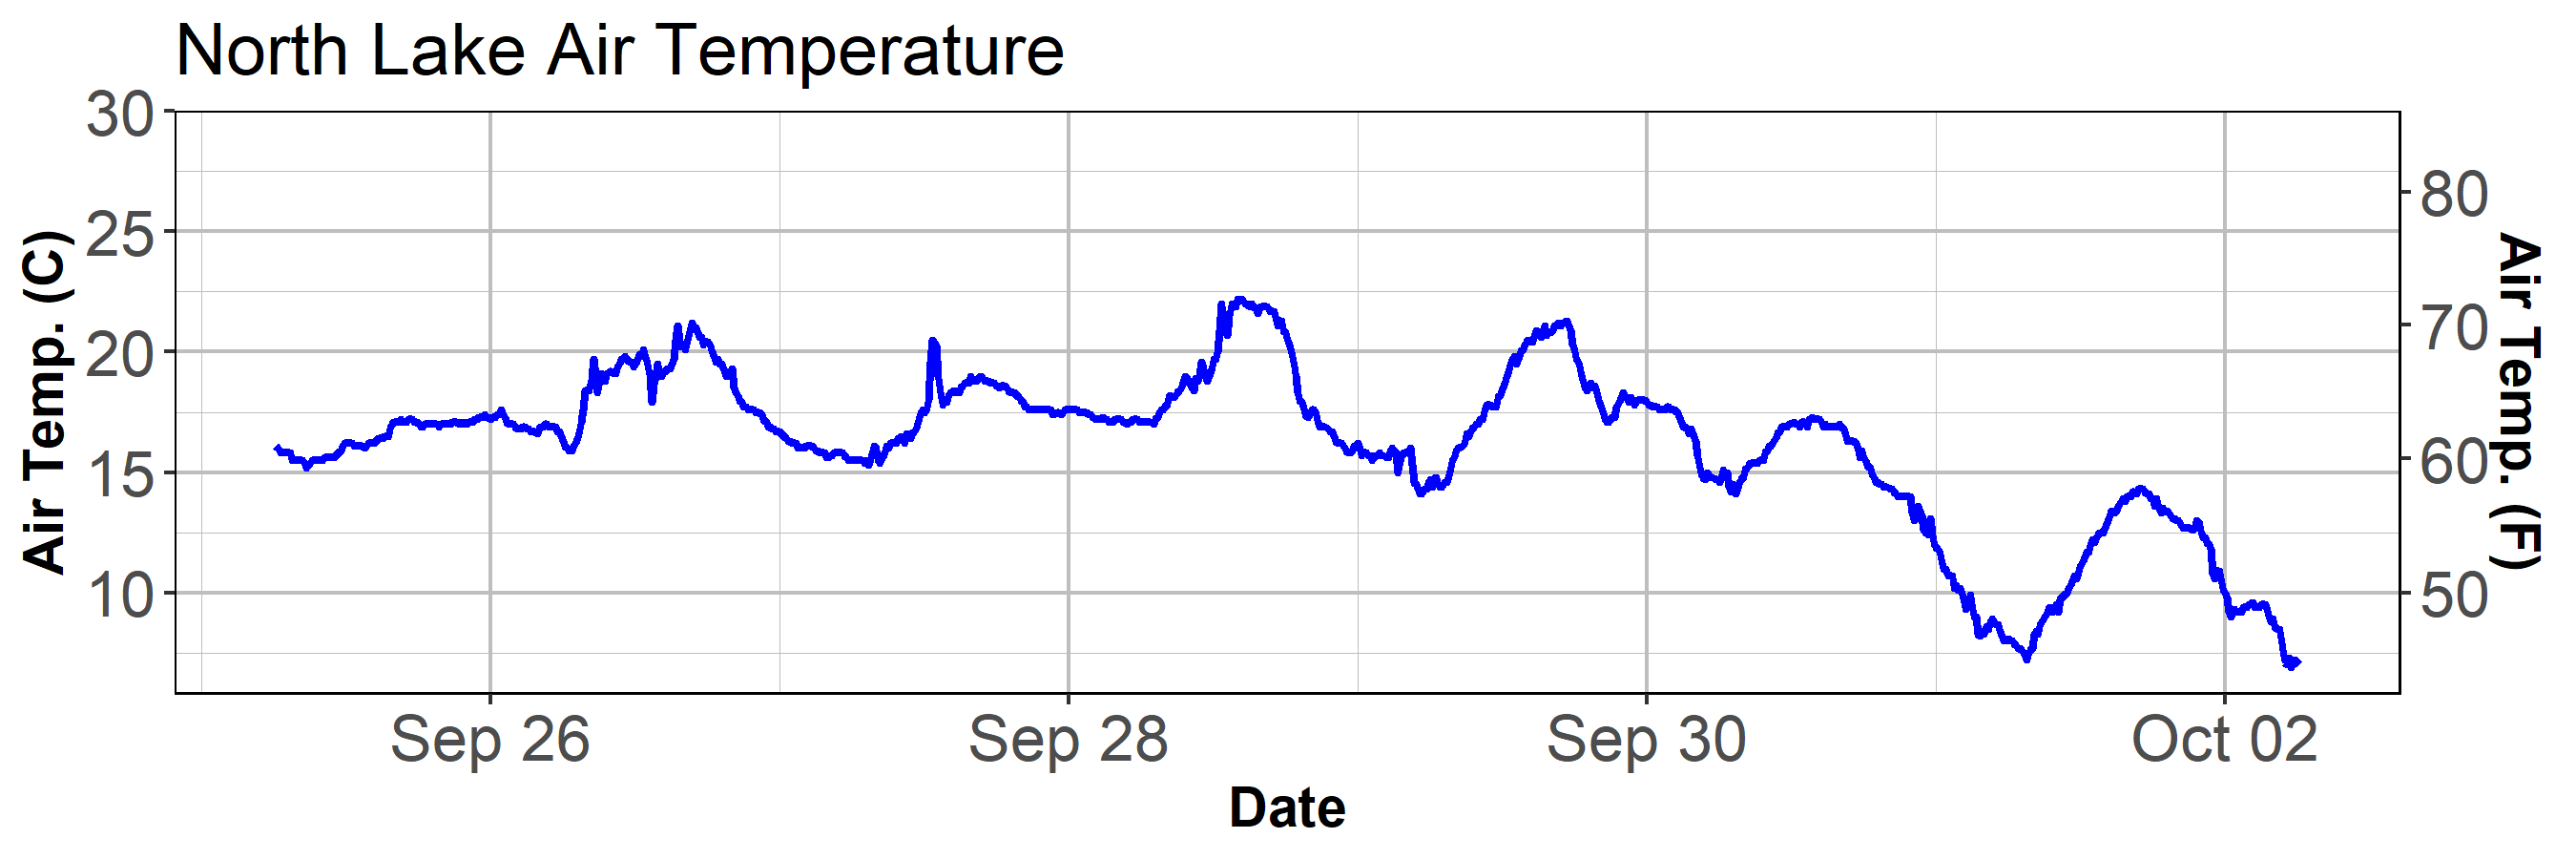 North Lake Air Temperature
30
25
20
15
10
Air Temp. (C)
80
70
60
50
Air Temp. (F)
Sep 26
Sep 28
Sep 30
Oct 02
Date